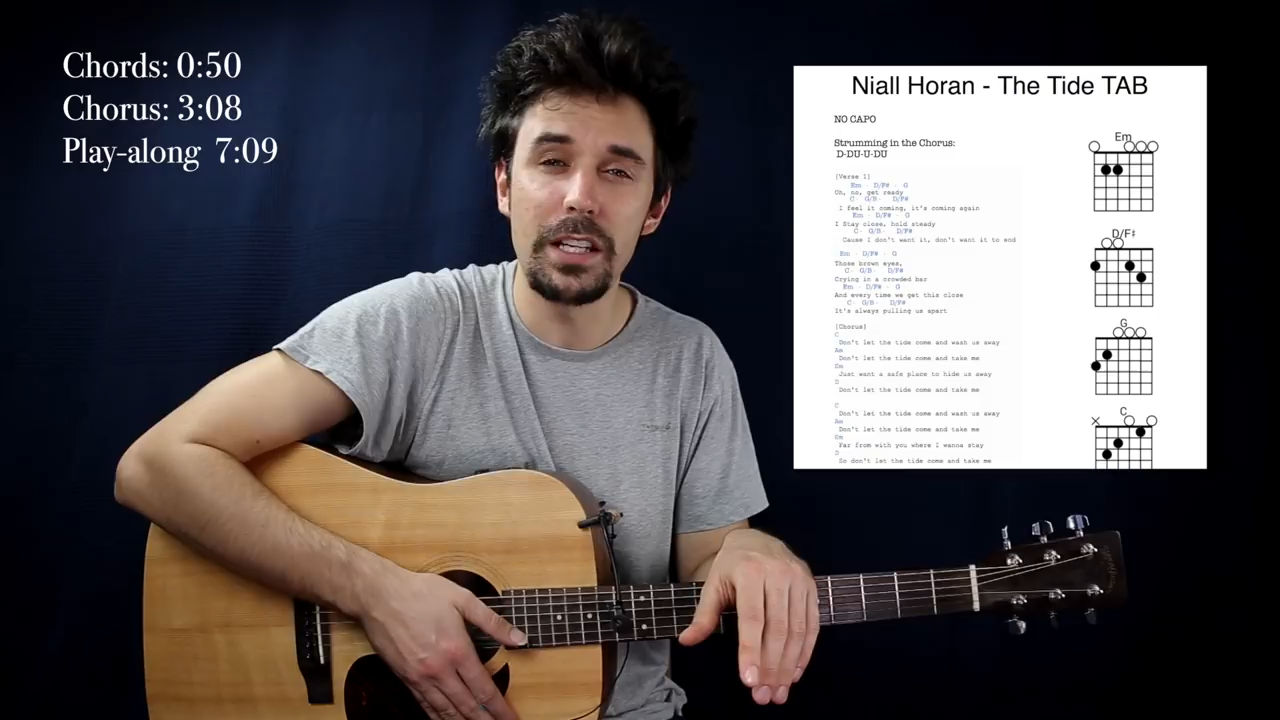 Chords: 0:50
Chorus: 3:08
Play-along 7:09
Niall Horan - The Tide TAB
NO CAPO
Strumming in the Chorus:
D-DU-U-DU
[Verse 1]
Em - D/F# - G
Uh, no, get ready
C- G/B- D/F#
I feel it coming, it's coming again
Em - D/F# - G
I Stay close, hold steady
C- G/B- D/F#
Cause I don't want it, don't want it to end
Em - D/F# - G
Those brown eyes,
C- G/B- D/F#
Crying in a crowded bar
Em - D/F# - G
And every time we get this close
C- G/B- D/F#
It's always pulling us apart
[Chorus]
C
Don't let the tide come and wash us away
Am
Don't let the tide come and take me
Em
Just want a safe place to hide us away
D
Don't let the tide come and take me
C
Don't let the tide come and wash us away
Am
Don't let the tide come and take me
Em
Far from with you where I wanna stay
D
So don't let the tide come and take me
Em
D/F♯
G
C
X